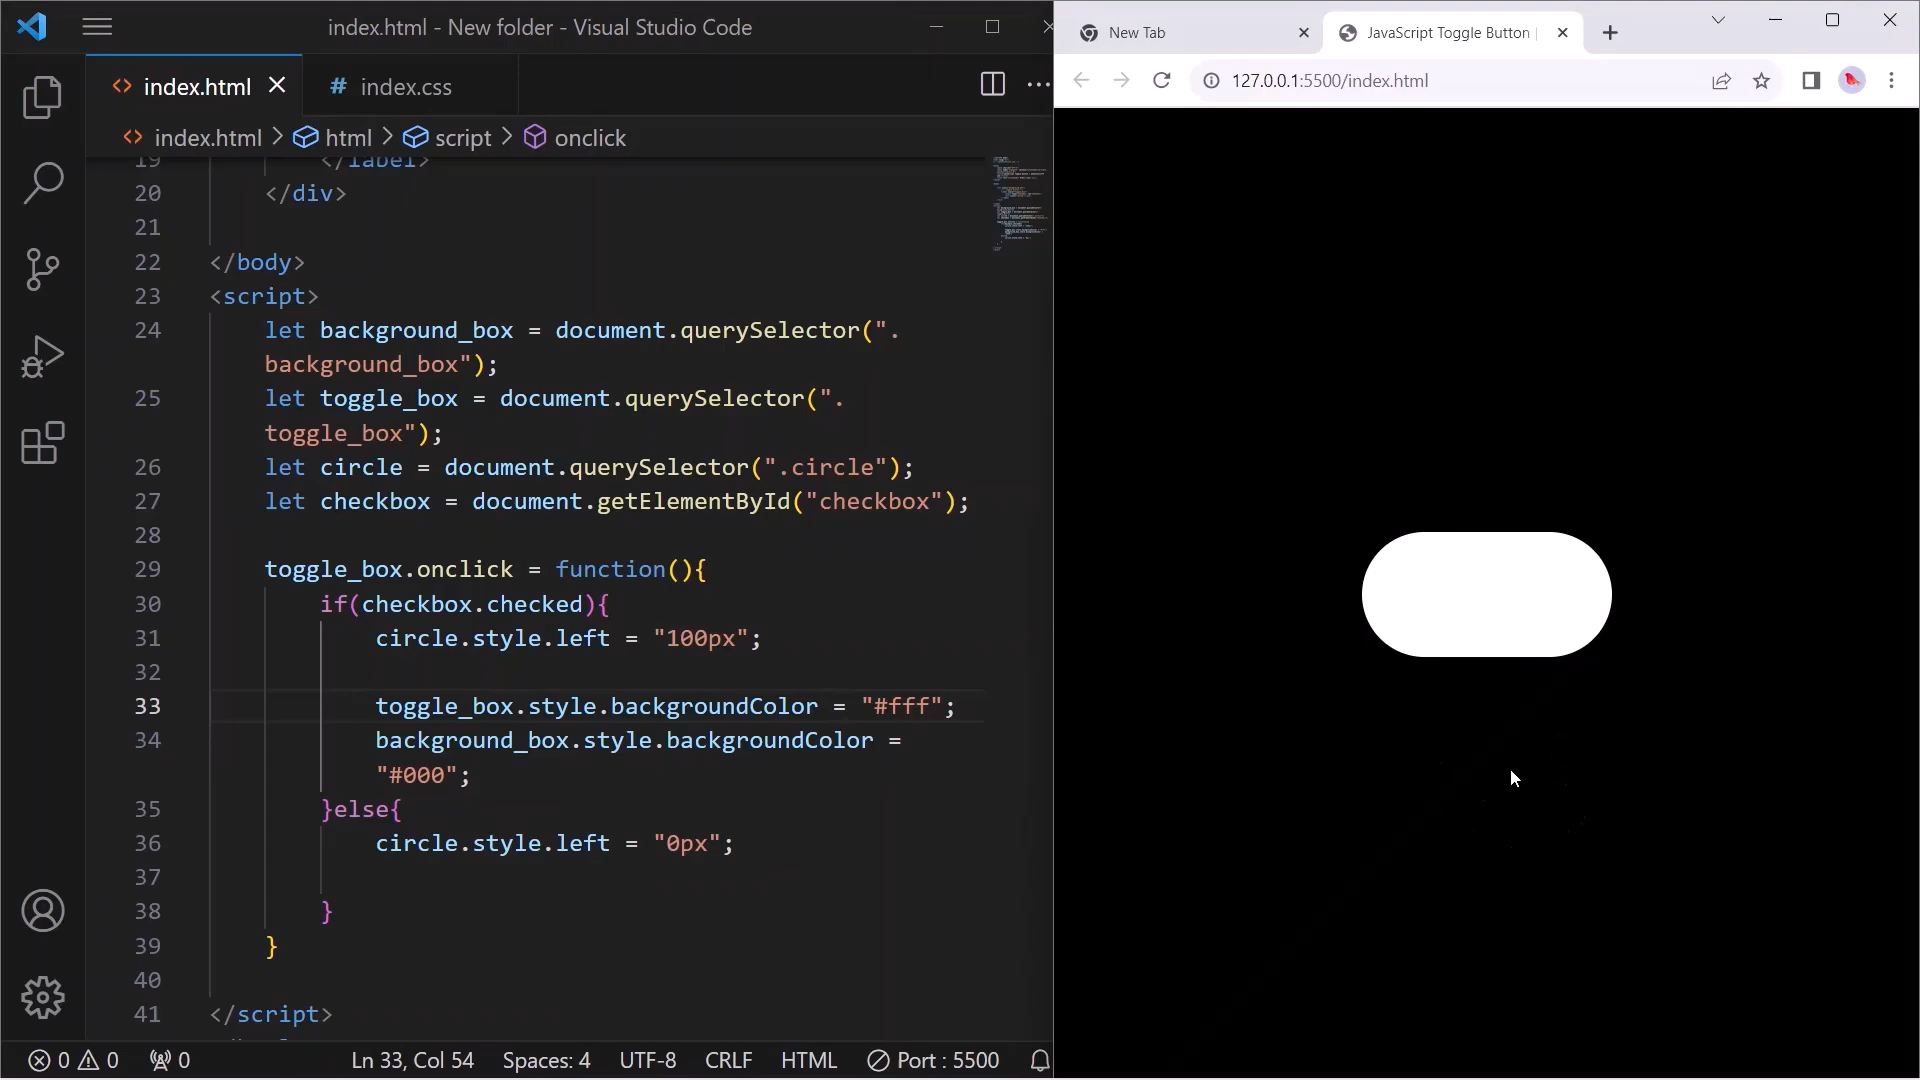 index.html - New folder - Visual Studio Code
index.html
# index.css
index.html > html > script > onclick
19 </label>
20 </div>
21
22 </body>
23 <script>
24 let background_box = document.querySelector(".
background_box");
25 let toggle_box = document.querySelector(".
toggle_box");
26 let circle = document.querySelector(".circle");
27 let checkbox = document.getElementById("checkbox");
28
29 toggle_box.onclick = function(){
30 if(checkbox.checked){
31 circle.style.left = "100px";
32
33 toggle_box.style.backgroundColor = "#fff";
34 background_box.style.backgroundColor =
"#000";
35 }else{
36 circle.style.left = "0px";
37
38 }
39 }
40
41 </script>
0 0 0 Ln 33, Col 54 Spaces: 4 UTF-8 CRLF HTML Port : 5500
New Tab
JavaScript Toggle Button |
127.0.0.1:5500/index.html